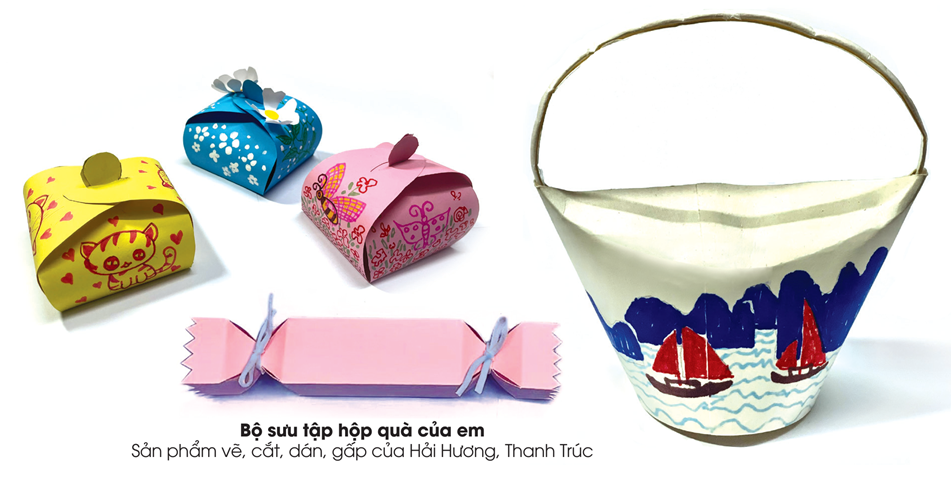 Bộ sưu tập hộp quà của em
Sản phẩm vẽ, cắt, dán, gấp của Hải Hương, Thanh Trúc